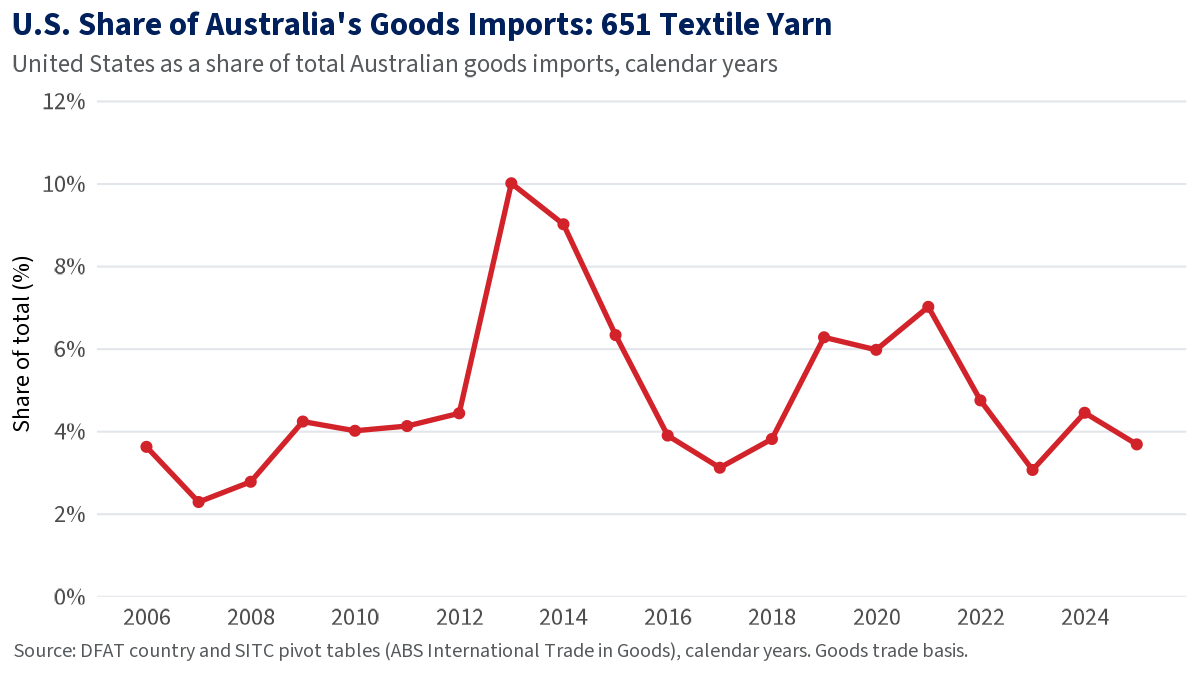 U.S. Share of Australia's Goods Imports: 651 Textile Yarn
United States as a share of total Australian goods imports, calendar years
Share of total (%)
12%
10%
8%
6%
4%
2%
0%
2006 2008 2010 2012 2014 2016 2018 2020 2022 2024
Source: DFAT country and SITC pivot tables (ABS International Trade in Goods), calendar years. Goods trade basis.